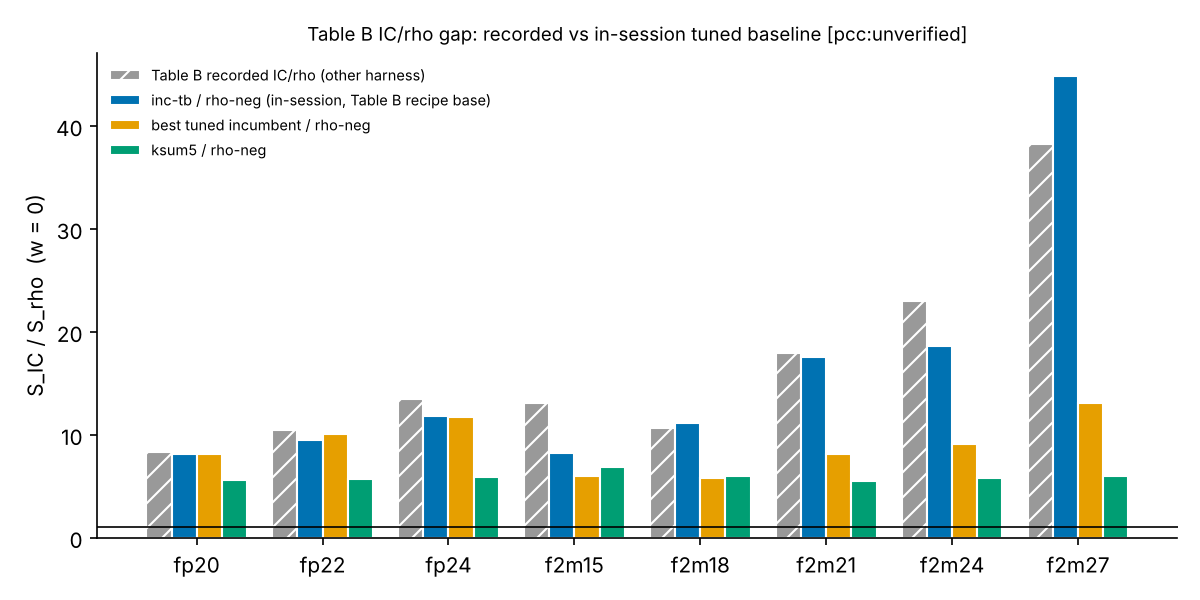 Table B IC/rho gap: recorded vs in-session tuned baseline [pcc:unverified]
Table B recorded IC/rho (other harness)
inc-tb / rho-neg (in-session, Table B recipe base)
best tuned incumbent / rho-neg
ksum5 / rho-neg
S_IC / S_rho (w = 0)
40
30
20
10
0
fp20 fp22 fp24 f2m15 f2m18 f2m21 f2m24 f2m27